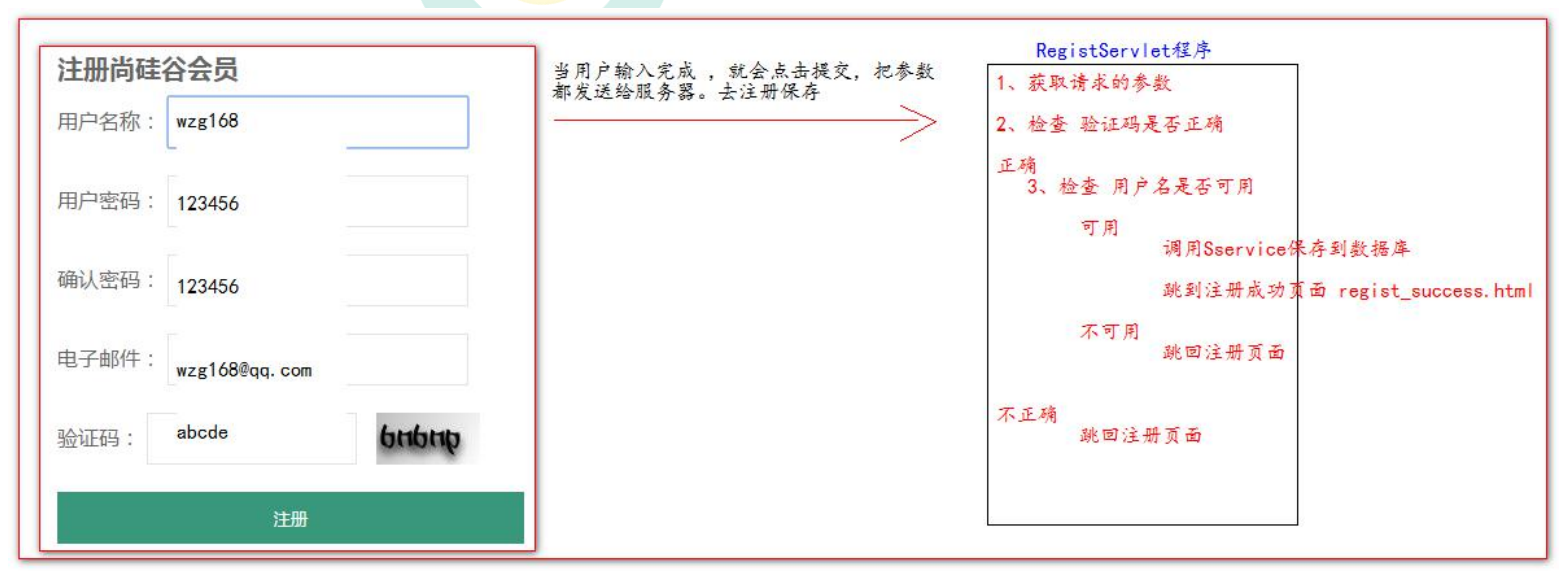 注册尚硅谷会员
用户名称：
wzg168
用户密码：
123456
确认密码：
123456
电子邮件：
wzg168@qq.com
验证码：
abcde
bnbnp
注册
当用户输入完成 ，就会点击提交，把参数
都发送给服务器。去注册保存
RegistServlet程序
1、获取请求的参数
2、检查 验证码是否正确
正确
3、检查 用户名是否可用
可用
调用Sservice保存到数据库
跳到注册成功页面 regist_success.html
不可用
跳回注册页面
不正确
跳回注册页面